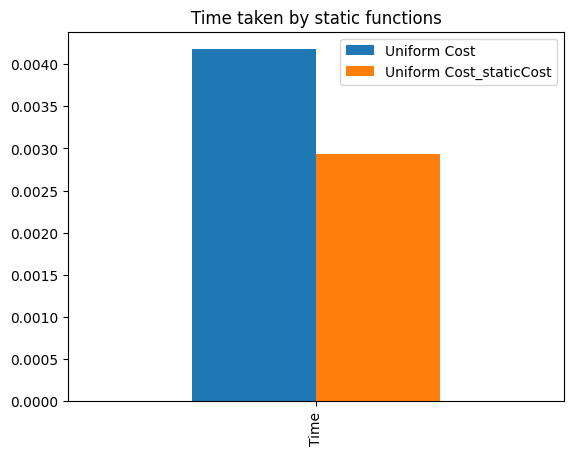 Time taken by static functions
Uniform Cost
Uniform Cost_staticCost
0.0040
0.0035
0.0030
0.0025
0.0020
0.0015
0.0010
0.0005
0.0000
Time